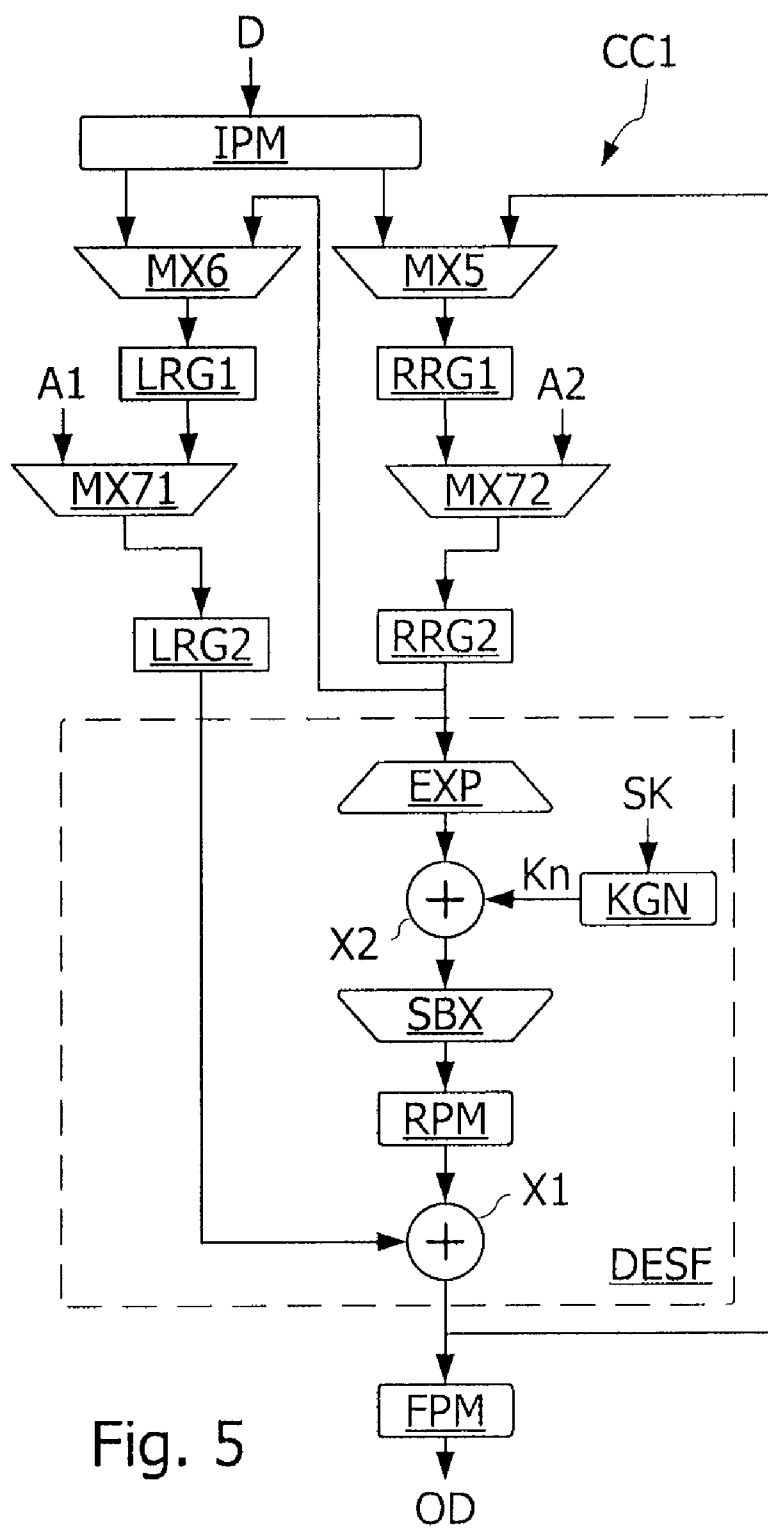 D
CC1
IPM
MX6
MX5
LRG1
RRG1
A1
A2
MX71
MX72
LRG2
RRG2
EXP
SK
Kn
KGN
X2
SBX
RPM
X1
DESF
FPM
Fig. 5
OD